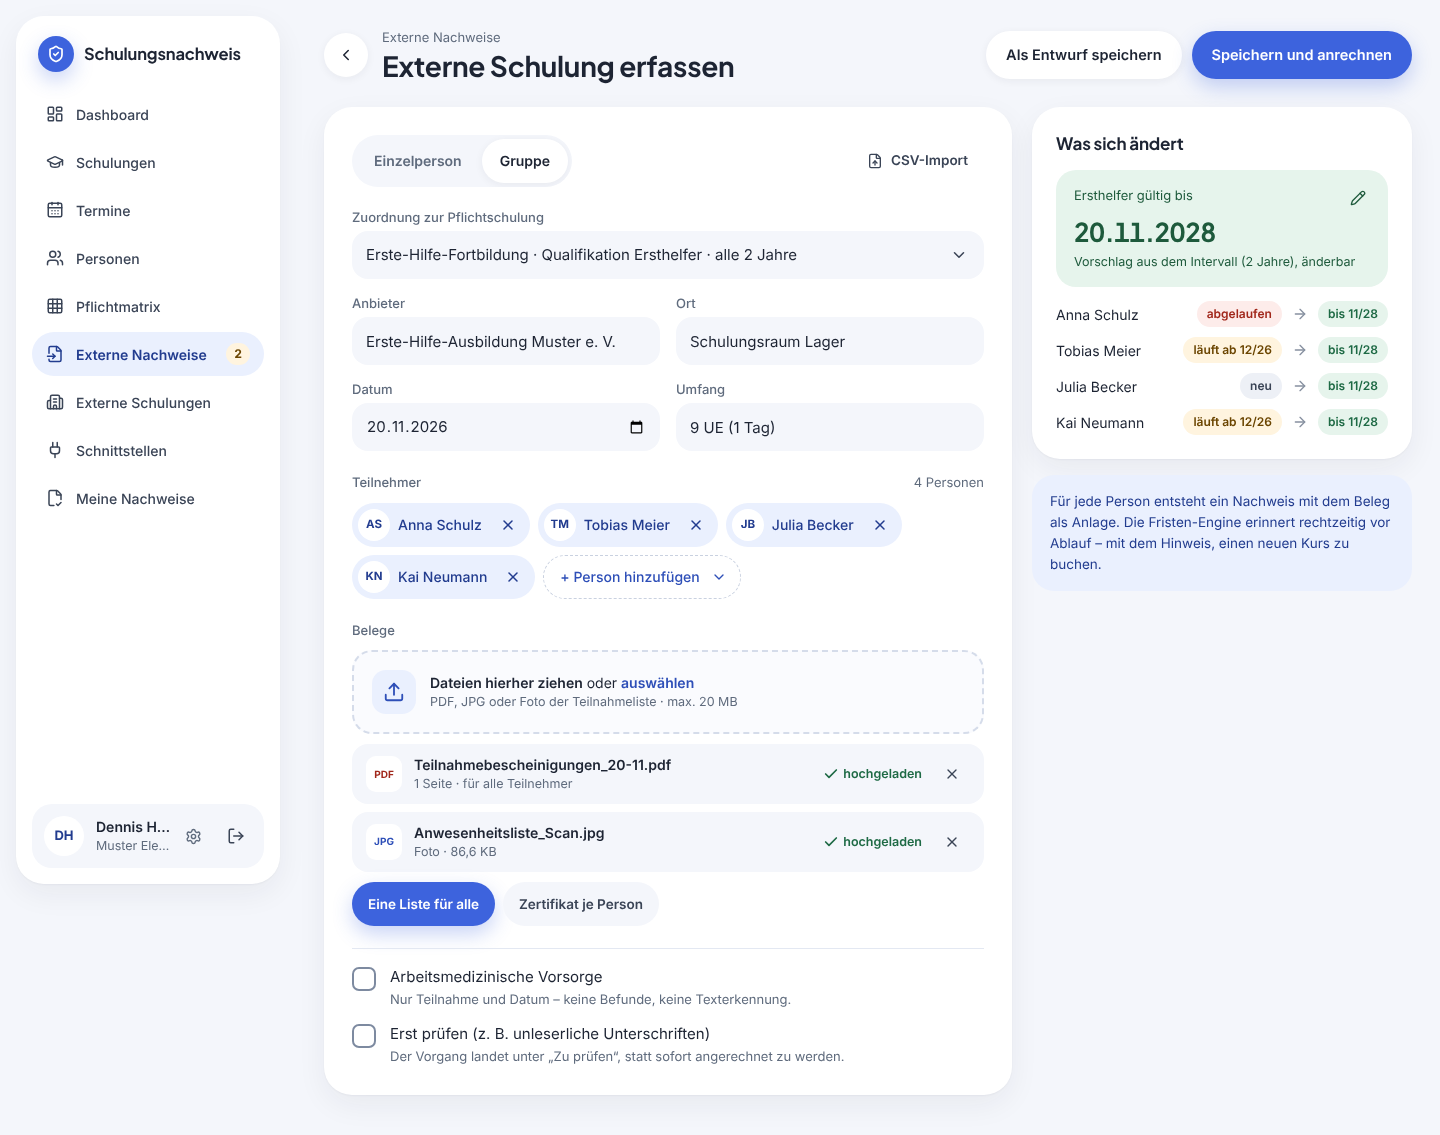 Schulungsnachweis
Dashboard
Schulungen
Termine
Personen
Pflichtmatrix
Externe Nachweise 2
Externe Schulungen
Schnittstellen
Meine Nachweise
DH
Dennis H...
Muster Ele...
Externe Nachweise
Externe Schulung erfassen
Als Entwurf speichern
Speichern und anrechnen
Einzelperson
Gruppe
CSV-Import
Zuordnung zur Pflichtschulung
Erste-Hilfe-Fortbildung · Qualifikation Ersthelfer · alle 2 Jahre
Anbieter
Ort
Erste-Hilfe-Ausbildung Muster e. V.
Schulungsraum Lager
Datum
Umfang
20.11.2026
9 UE (1 Tag)
Teilnehmer
4 Personen
AS Anna Schulz
TM Tobias Meier
JB Julia Becker
KN Kai Neumann
+ Person hinzufügen
Belege
Dateien hierher ziehen oder auswählen
PDF, JPG oder Foto der Teilnahmeliste · max. 20 MB
PDF
Teilnahmebescheinigungen_20-11.pdf
1 Seite · für alle Teilnehmer
hochgeladen
JPG
Anwesenheitsliste_Scan.jpg
Foto · 86,6 KB
hochgeladen
Eine Liste für alle
Zertifikat je Person
Arbeitsmedizinische Vorsorge
Nur Teilnahme und Datum – keine Befunde, keine Texterkennung.
Erst prüfen (z. B. unleserliche Unterschriften)
Der Vorgang landet unter „Zu prüfen“, statt sofort angerechnet zu werden.
Was sich ändert
Ersthelfer gültig bis
20.11.2028
Vorschlag aus dem Intervall (2 Jahre), änderbar
Anna Schulz abgelaufen → bis 11/28
Tobias Meier läuft ab 12/26 → bis 11/28
Julia Becker neu → bis 11/28
Kai Neumann läuft ab 12/26 → bis 11/28
Für jede Person entsteht ein Nachweis mit dem Beleg
als Anlage. Die Fristen-Engine erinnert rechtzeitig vor
Ablauf – mit dem Hinweis, einen neuen Kurs zu
buchen.